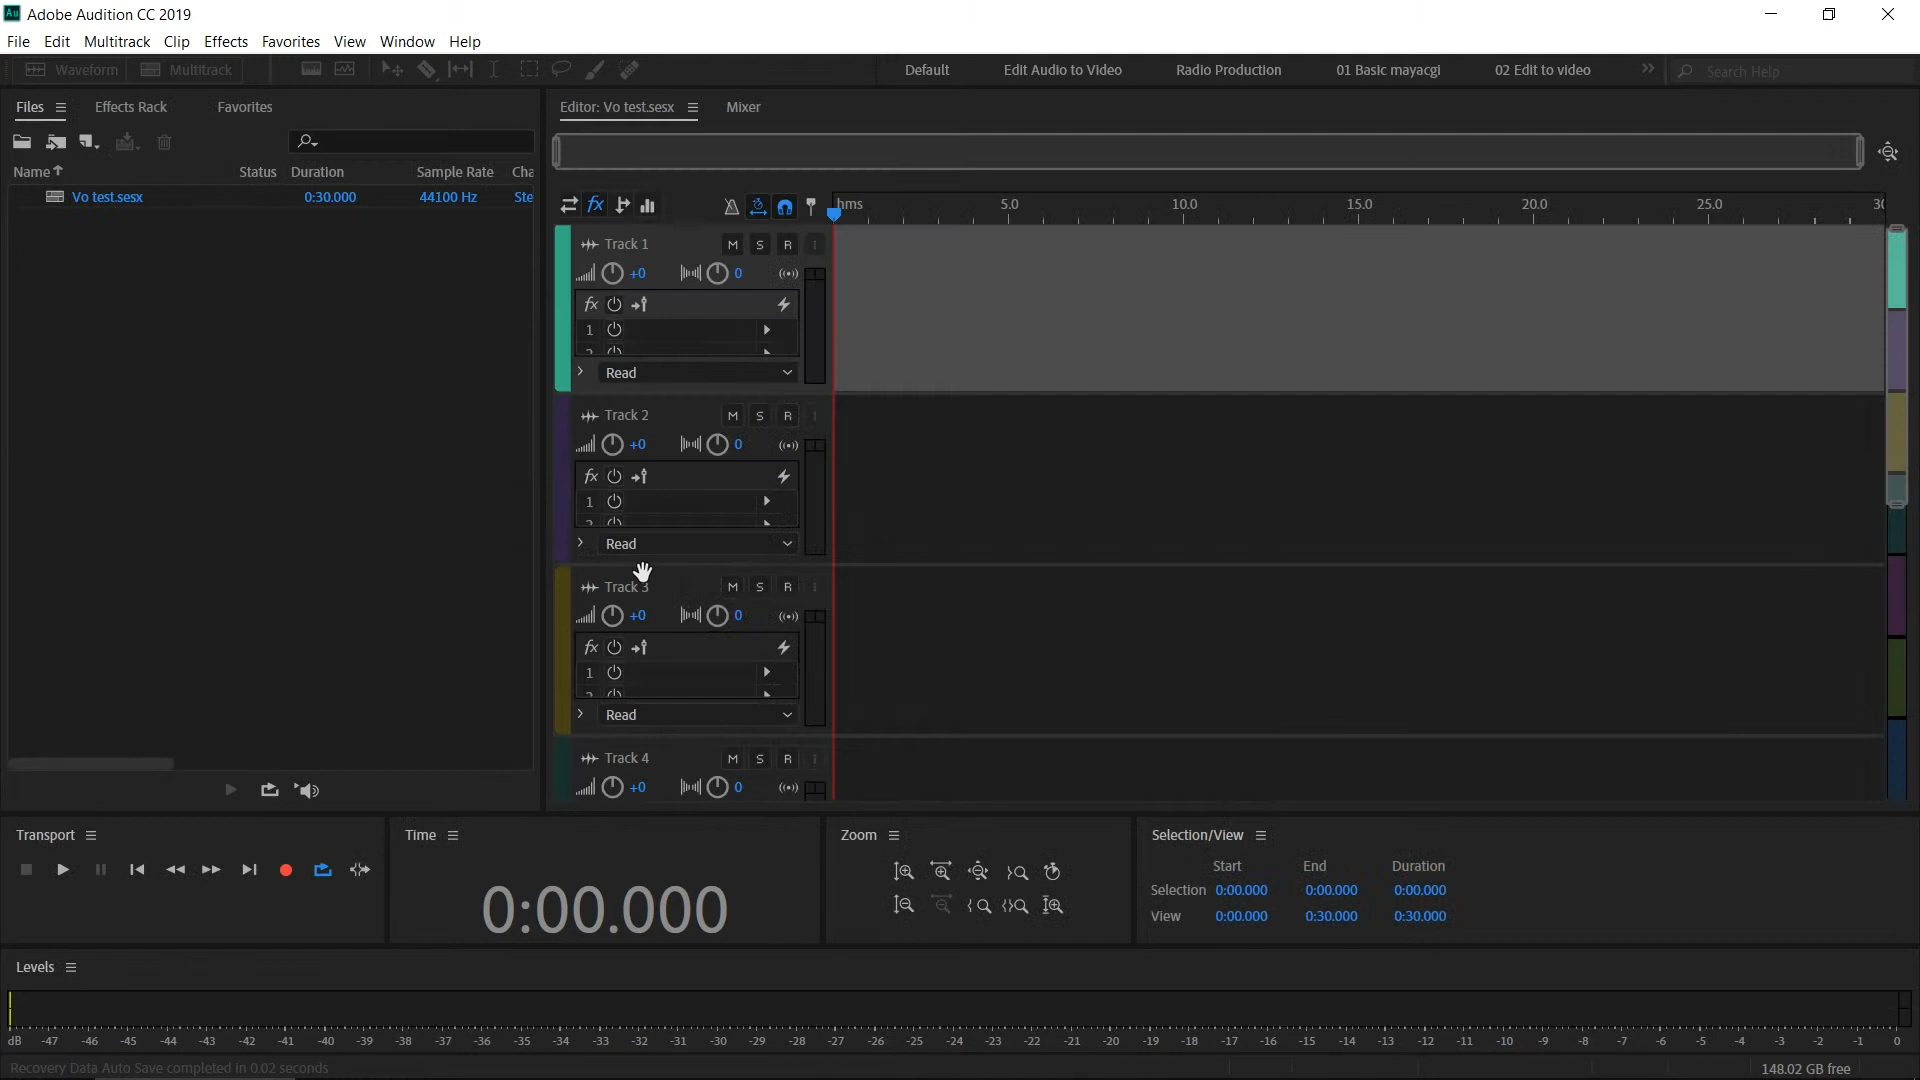 Au Adobe Audition CC 2019
File Edit Multitrack Clip Effects Favorites View Window Help
Waveform Multitrack Default Edit Audio to Video Radio Production 01 Basic mayacgi 02 Edit to video Search Help
Files Effects Rack Favorites
Editor: Vo test.sesx Mixer
Name Status Duration Sample Rate Cha
Vo test.sesx 0:30.000 44100 Hz Ste
fx hms 5.0 10.0 15.0 20.0 25.0 30
Track 1 M S R I
+0 0
fx
1
2
Read
Track 2 M S R I
+0 0
fx
1
2
Read
Track 3 M S R I
+0 0
fx
1
2
Read
Track 4 M S R I
+0 0
Transport
Time
0:00.000
Zoom
Selection/View
Start End Duration
Selection 0:00.000 0:00.000 0:00.000
View 0:00.000 0:30.000 0:30.000
Levels
dB -47 -46 -45 -44 -43 -42 -41 -40 -39 -38 -37 -36 -35 -34 -33 -32 -31 -30 -29 -28 -27 -26 -25 -24 -23 -22 -21 -20 -19 -18 -17 -16 -15 -14 -13 -12 -11 -10 -9 -8 -7 -6 -5 -4 -3 -2 -1 0
Recovery Data Auto Save completed in 0.02 seconds
148.02 GB free